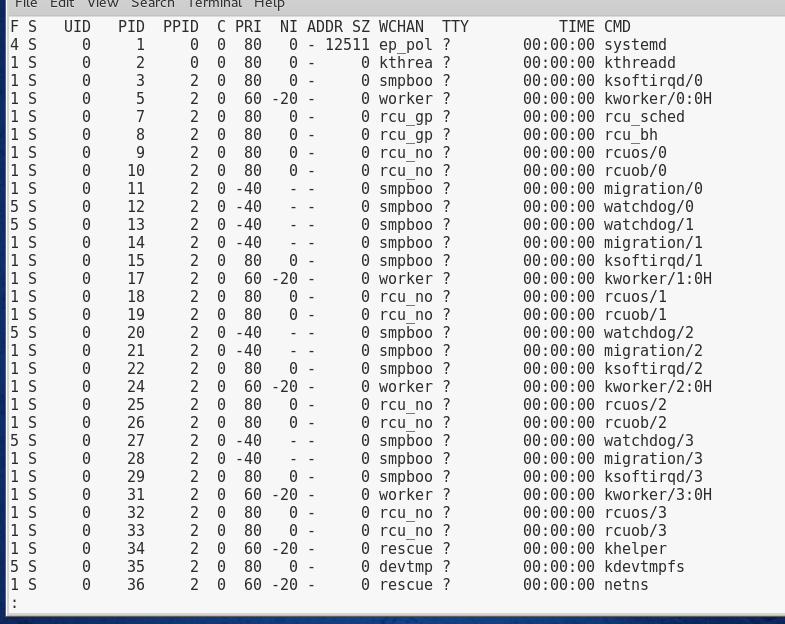 File Edit View Search Terminal Help
F S   UID   PID  PPID  C PRI  NI ADDR SZ WCHAN  TTY          TIME CMD
4 S     0     1     0  0  80   0 - 12511 ep_pol ?        00:00:00 systemd
1 S     0     2     0  0  80   0 -     0 kthrea ?        00:00:00 kthreadd
1 S     0     3     2  0  80   0 -     0 smpboo ?        00:00:00 ksoftirqd/0
1 S     0     5     2  0  60 -20 -     0 worker ?        00:00:00 kworker/0:0H
1 S     0     7     2  0  80   0 -     0 rcu_gp ?        00:00:00 rcu_sched
1 S     0     8     2  0  80   0 -     0 rcu_gp ?        00:00:00 rcu_bh
1 S     0     9     2  0  80   0 -     0 rcu_no ?        00:00:00 rcuos/0
1 S     0    10     2  0  80   0 -     0 rcu_no ?        00:00:00 rcuob/0
1 S     0    11     2  0 -40   - -     0 smpboo ?        00:00:00 migration/0
5 S     0    12     2  0 -40   - -     0 smpboo ?        00:00:00 watchdog/0
5 S     0    13     2  0 -40   - -     0 smpboo ?        00:00:00 watchdog/1
1 S     0    14     2  0 -40   - -     0 smpboo ?        00:00:00 migration/1
1 S     0    15     2  0  80   0 -     0 smpboo ?        00:00:00 ksoftirqd/1
1 S     0    17     2  0  60 -20 -     0 worker ?        00:00:00 kworker/1:0H
1 S     0    18     2  0  80   0 -     0 rcu_no ?        00:00:00 rcuos/1
1 S     0    19     2  0  80   0 -     0 rcu_no ?        00:00:00 rcuob/1
5 S     0    20     2  0 -40   - -     0 smpboo ?        00:00:00 watchdog/2
1 S     0    21     2  0 -40   - -     0 smpboo ?        00:00:00 migration/2
1 S     0    22     2  0  80   0 -     0 smpboo ?        00:00:00 ksoftirqd/2
1 S     0    24     2  0  60 -20 -     0 worker ?        00:00:00 kworker/2:0H
1 S     0    25     2  0  80   0 -     0 rcu_no ?        00:00:00 rcuos/2
1 S     0    26     2  0  80   0 -     0 rcu_no ?        00:00:00 rcuob/2
5 S     0    27     2  0 -40   - -     0 smpboo ?        00:00:00 watchdog/3
1 S     0    28     2  0 -40   - -     0 smpboo ?        00:00:00 migration/3
1 S     0    29     2  0  80   0 -     0 smpboo ?        00:00:00 ksoftirqd/3
1 S     0    31     2  0  60 -20 -     0 worker ?        00:00:00 kworker/3:0H
1 S     0    32     2  0  80   0 -     0 rcu_no ?        00:00:00 rcuos/3
1 S     0    33     2  0  80   0 -     0 rcu_no ?        00:00:00 rcuob/3
1 S     0    34     2  0  60 -20 -     0 rescue ?        00:00:00 khelper
5 S     0    35     2  0  80   0 -     0 devtmp ?        00:00:00 kdevtmpfs
1 S     0    36     2  0  60 -20 -     0 rescue ?        00:00:00 netns
: